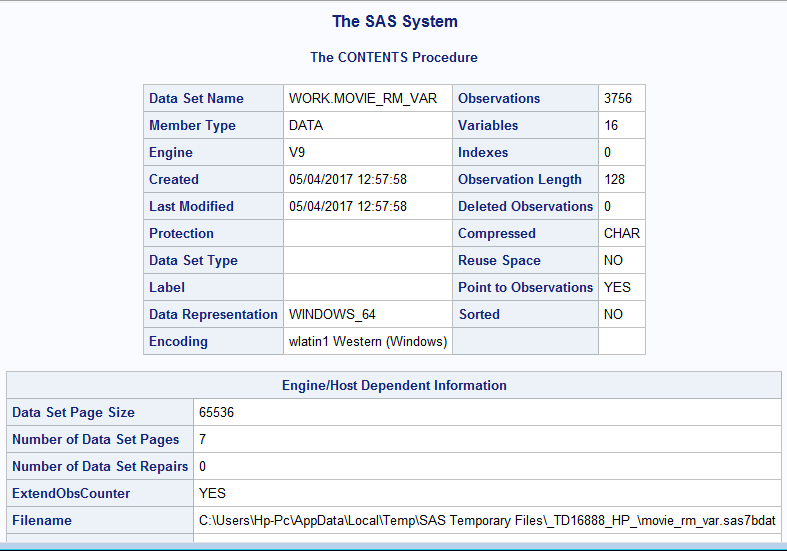 The SAS System
The CONTENTS Procedure
Data Set Name WORK.MOVIE_RM_VAR Observations 3756
Member Type DATA Variables 16
Engine V9 Indexes 0
Created 05/04/2017 12:57:58 Observation Length 128
Last Modified 05/04/2017 12:57:58 Deleted Observations 0
Protection Compressed CHAR
Data Set Type Reuse Space NO
Label Point to Observations YES
Data Representation WINDOWS_64 Sorted NO
Encoding wlatin1 Western (Windows)
Engine/Host Dependent Information
Data Set Page Size 65536
Number of Data Set Pages 7
Number of Data Set Repairs 0
ExtendObsCounter YES
Filename C:\Users\Hp-Pc\AppData\Local\Temp\SAS Temporary Files\_TD16888_HP_\movie_rm_var.sas7bdat